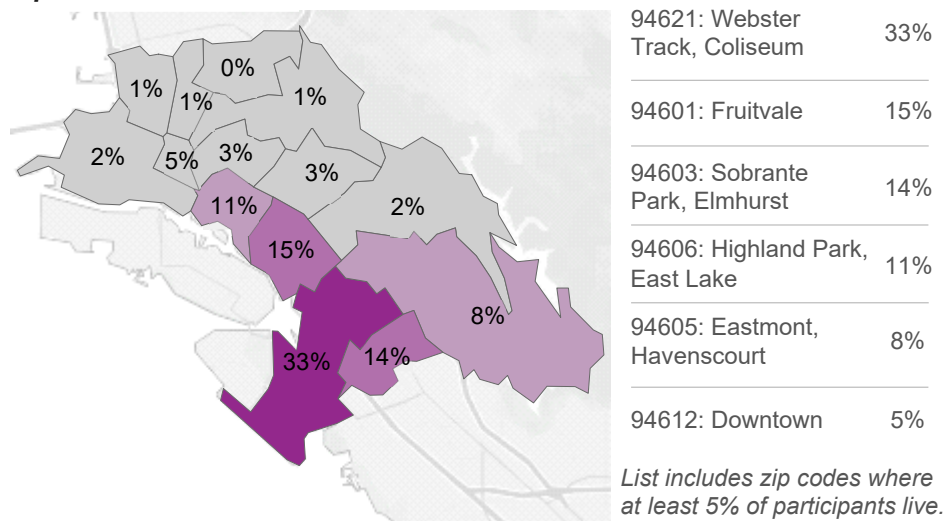 0%
1%
1%
1%
2%
5%
3%
3%
2%
11%
15%
8%
33%
14%
94621: Webster
Track, Coliseum
33%
94601: Fruitvale
15%
94603: Sobrante
Park, Elmhurst
14%
94606: Highland Park,
East Lake
11%
94605: Eastmont,
Havenscourt
8%
94612: Downtown
5%
List includes zip codes where
at least 5% of participants live.